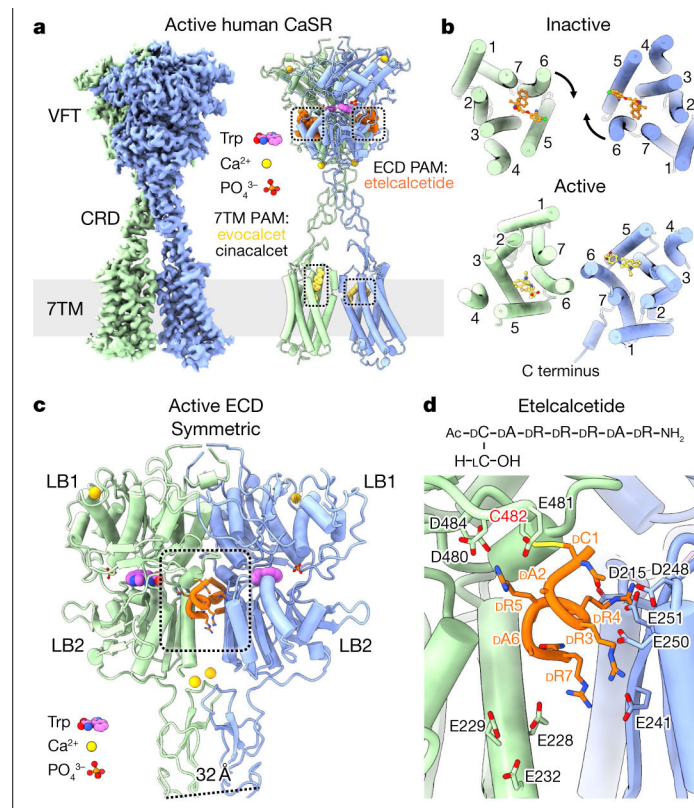 a
Active human CaSR
VFT
CRD
7TM
Trp
Ca²⁺
PO₄³⁻
7TM PAM:
evocalcet
cinacalcet
ECD PAM:
etelcalcetide
b
Inactive
1
7
6
2
3
4
5
4
5
3
2
6
7
1
Active
1
2
3
7
6
4
5
5
4
6
3
7
2
1
C terminus
c
Active ECD
Symmetric
LB1
LB1
LB2
LB2
Trp
Ca²⁺
PO₄³⁻
32 Å
d
Etelcalcetide
Ac–DC–DA–DR–DR–DR–DA–DR–NH₂
H–LC–OH
E481
C482
D484
D480
DC1
DA2
D215
D248
DR5
DR4
E251
DA6
DR3
E250
DR7
E241
E229
E228
E232